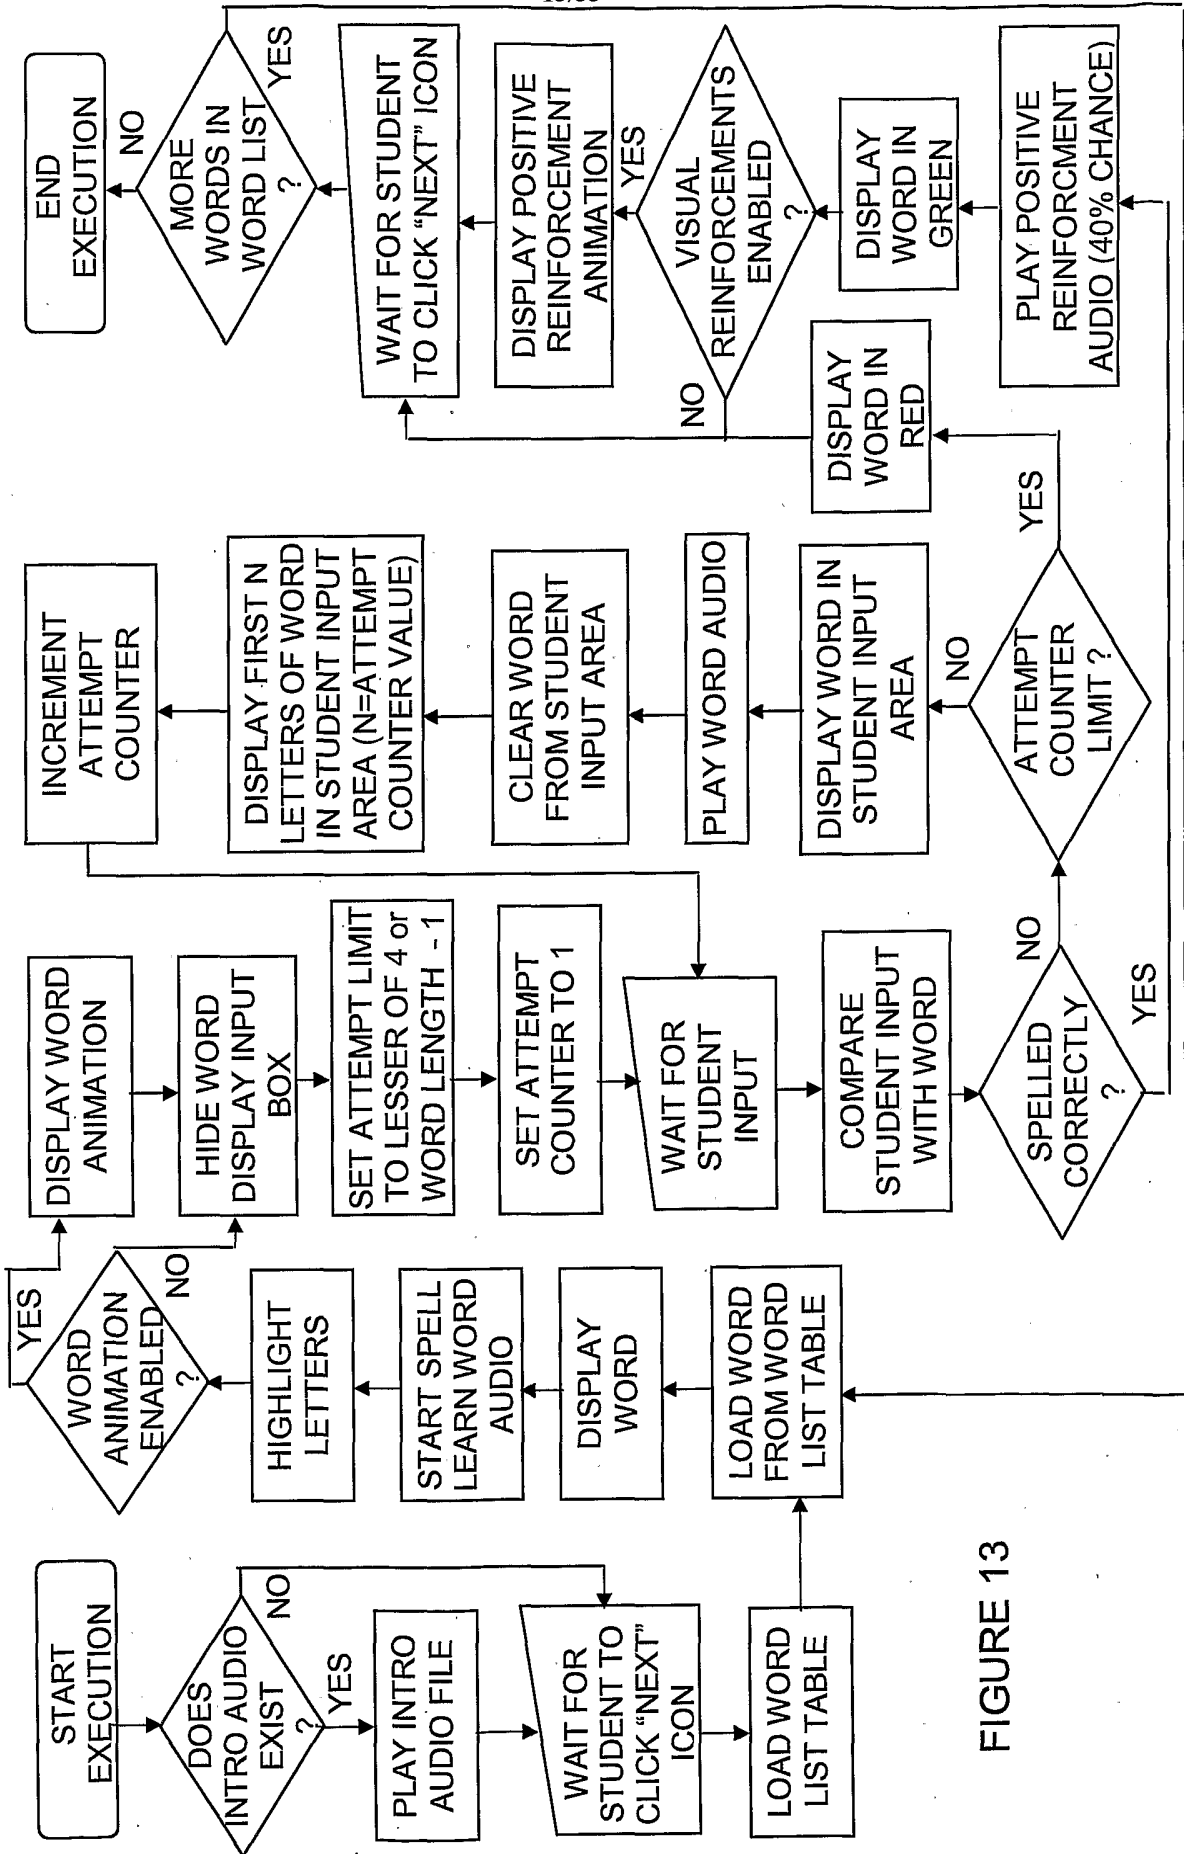 START
EXECUTION
DOES
INTRO AUDIO
EXIST
?
NO
YES
PLAY INTRO
AUDIO FILE
WAIT FOR
STUDENT TO
CLICK "NEXT"
ICON
LOAD WORD
LIST TABLE
LOAD WORD
FROM WORD
LIST TABLE
DISPLAY
WORD
START SPELL
LEARN WORD
AUDIO
HIGHLIGHT
LETTERS
WORD
ANIMATION
ENABLED
?
YES
NO
DISPLAY WORD
ANIMATION
HIDE WORD
DISPLAY INPUT
BOX
SET ATTEMPT LIMIT
TO LESSER OF 4 or
WORD LENGTH - 1
SET ATTEMPT
COUNTER TO 1
WAIT FOR
STUDENT
INPUT
COMPARE
STUDENT INPUT
WITH WORD
SPELLED
CORRECTLY
?
NO
YES
ATTEMPT
COUNTER
LIMIT ?
NO
YES
DISPLAY WORD IN
STUDENT INPUT
AREA
PLAY WORD AUDIO
CLEAR WORD
FROM STUDENT
INPUT AREA
DISPLAY FIRST N
LETTERS OF WORD
IN STUDENT INPUT
AREA (N=ATTEMPT
COUNTER VALUE)
INCREMENT
ATTEMPT
COUNTER
DISPLAY
WORD IN
RED
PLAY POSITIVE
REINFORCMENT
AUDIO (40% CHANCE)
DISPLAY
WORD IN
GREEN
VISUAL
REINFORCEMENTS
ENABLED
?
NO
YES
DISPLAY POSITIVE
REINFORCEMENT
ANIMATION
WAIT FOR STUDENT
TO CLICK "NEXT" ICON
MORE
WORDS IN
WORD LIST
?
YES
NO
END
EXECUTION
FIGURE 13